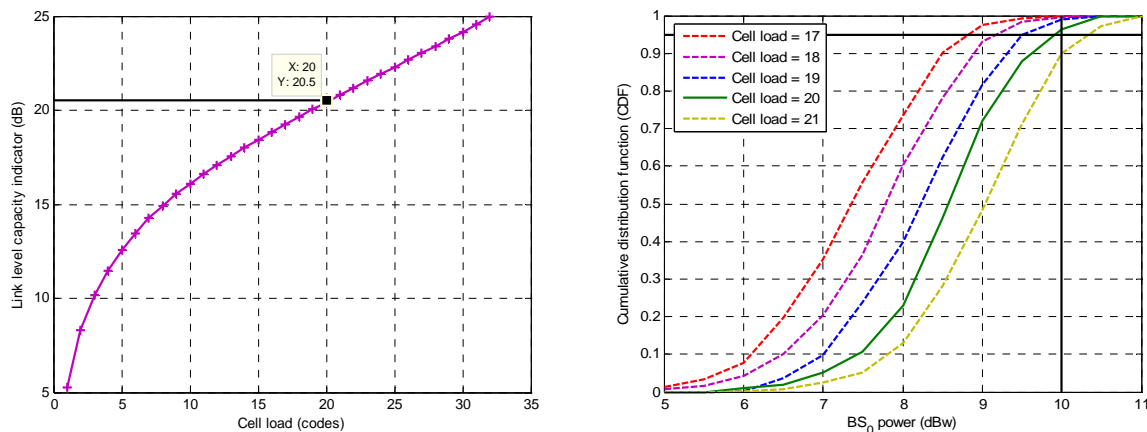 25
20
15
10
5
Link level capacity indicator (dB)
X: 20
Y: 20.5
0 5 10 15 20 25 30 35
Cell load (codes)
1
0.9
0.8
0.7
0.6
0.5
0.4
0.3
0.2
0.1
0
Cumulative distribution function (CDF)
Cell load = 17
Cell load = 18
Cell load = 19
Cell load = 20
Cell load = 21
5 6 7 8 9 10 11
BS0 power (dBw)